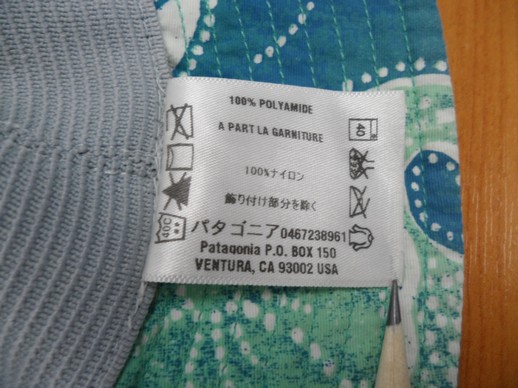 100% POLYAMIDE
A PART LA GARNITURE
100%ナイロン
飾り付け部分を除く
パタゴニア0467238961
Patagonia P.O. BOX 150
VENTURA, CA 93002 USA
40
40C